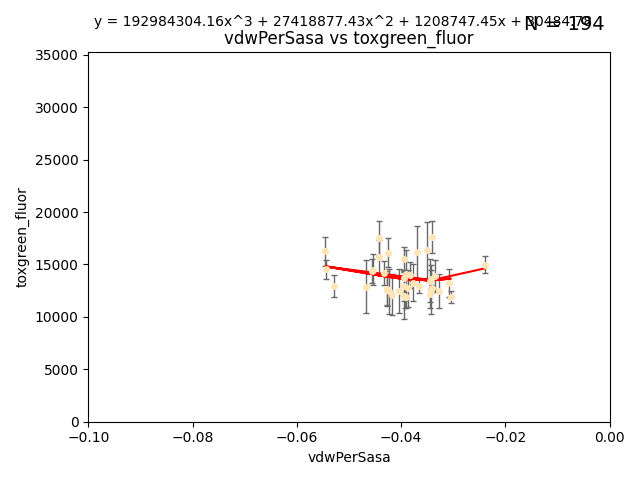 y = 192984304.16x^3 + 27418877.43x^2 + 1208747.45x +
N = 194
vdwPerSasa vs toxgreen_fluor
35000
30000
25000
20000
15000
10000
5000
0
toxgreen_fluor
−0.10
−0.08
−0.06
−0.04
−0.02
0.00
vdwPerSasa